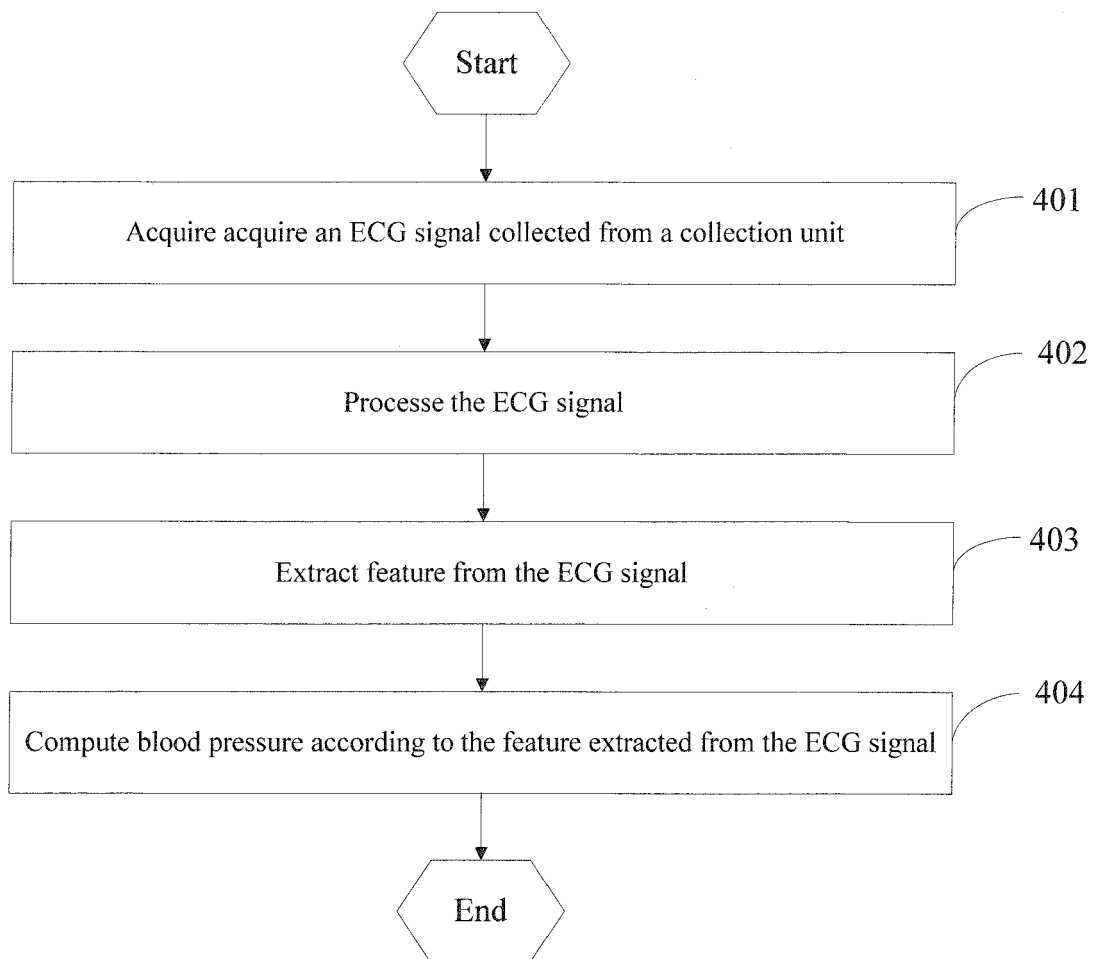 Start
Acquire acquire an ECG signal collected from a collection unit
401
Processe the ECG signal
402
Extract feature from the ECG signal
403
Compute blood pressure according to the feature extracted from the ECG signal
404
End